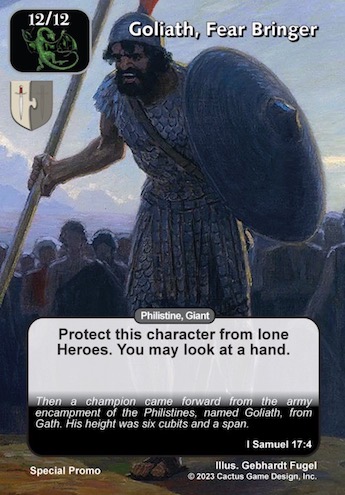 12/12
Goliath, Fear Bringer
Philistine, Giant
Protect this character from lone
Heroes. You may look at a hand.
Then a champion came forward from the army
encampment of the Philistines, named Goliath, from
Gath. His height was six cubits and a span.
I Samuel 17:4
Illus. Gebhardt Fugel
Special Promo
© 2023 Cactus Game Design, Inc.